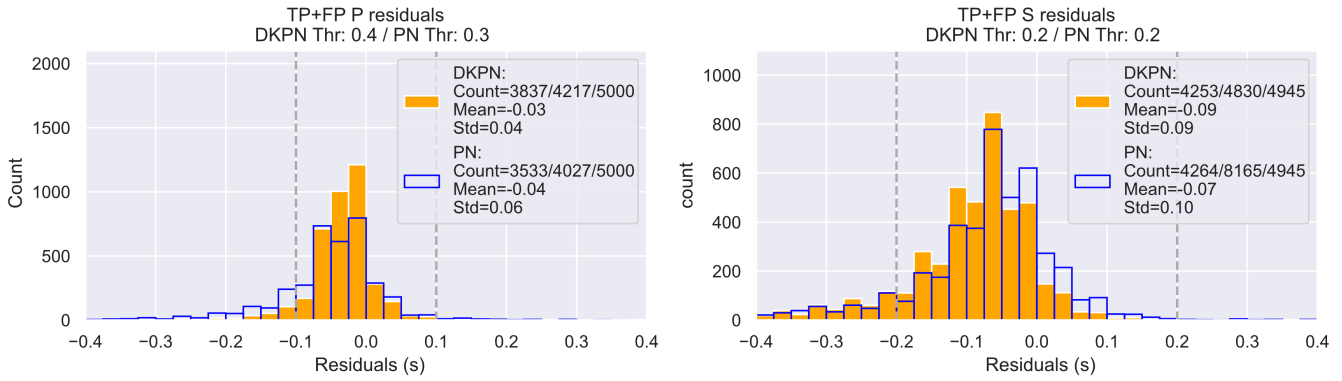 TP+FP P residuals
DKPN Thr: 0.4 / PN Thr: 0.3
Count
2000
1500
1000
500
0
DKPN:
Count=3837/4217/5000
Mean=-0.03
Std=0.04
PN:
Count=3533/4027/5000
Mean=-0.04
Std=0.06
−0.4 −0.3 −0.2 −0.1 0.0 0.1 0.2 0.3 0.4
Residuals (s)
TP+FP S residuals
DKPN Thr: 0.2 / PN Thr: 0.2
count
1000
800
600
400
200
0
DKPN:
Count=4253/4830/4945
Mean=-0.09
Std=0.09
PN:
Count=4264/8165/4945
Mean=-0.07
Std=0.10
−0.4 −0.3 −0.2 −0.1 0.0 0.1 0.2 0.3 0.4
Residuals (s)